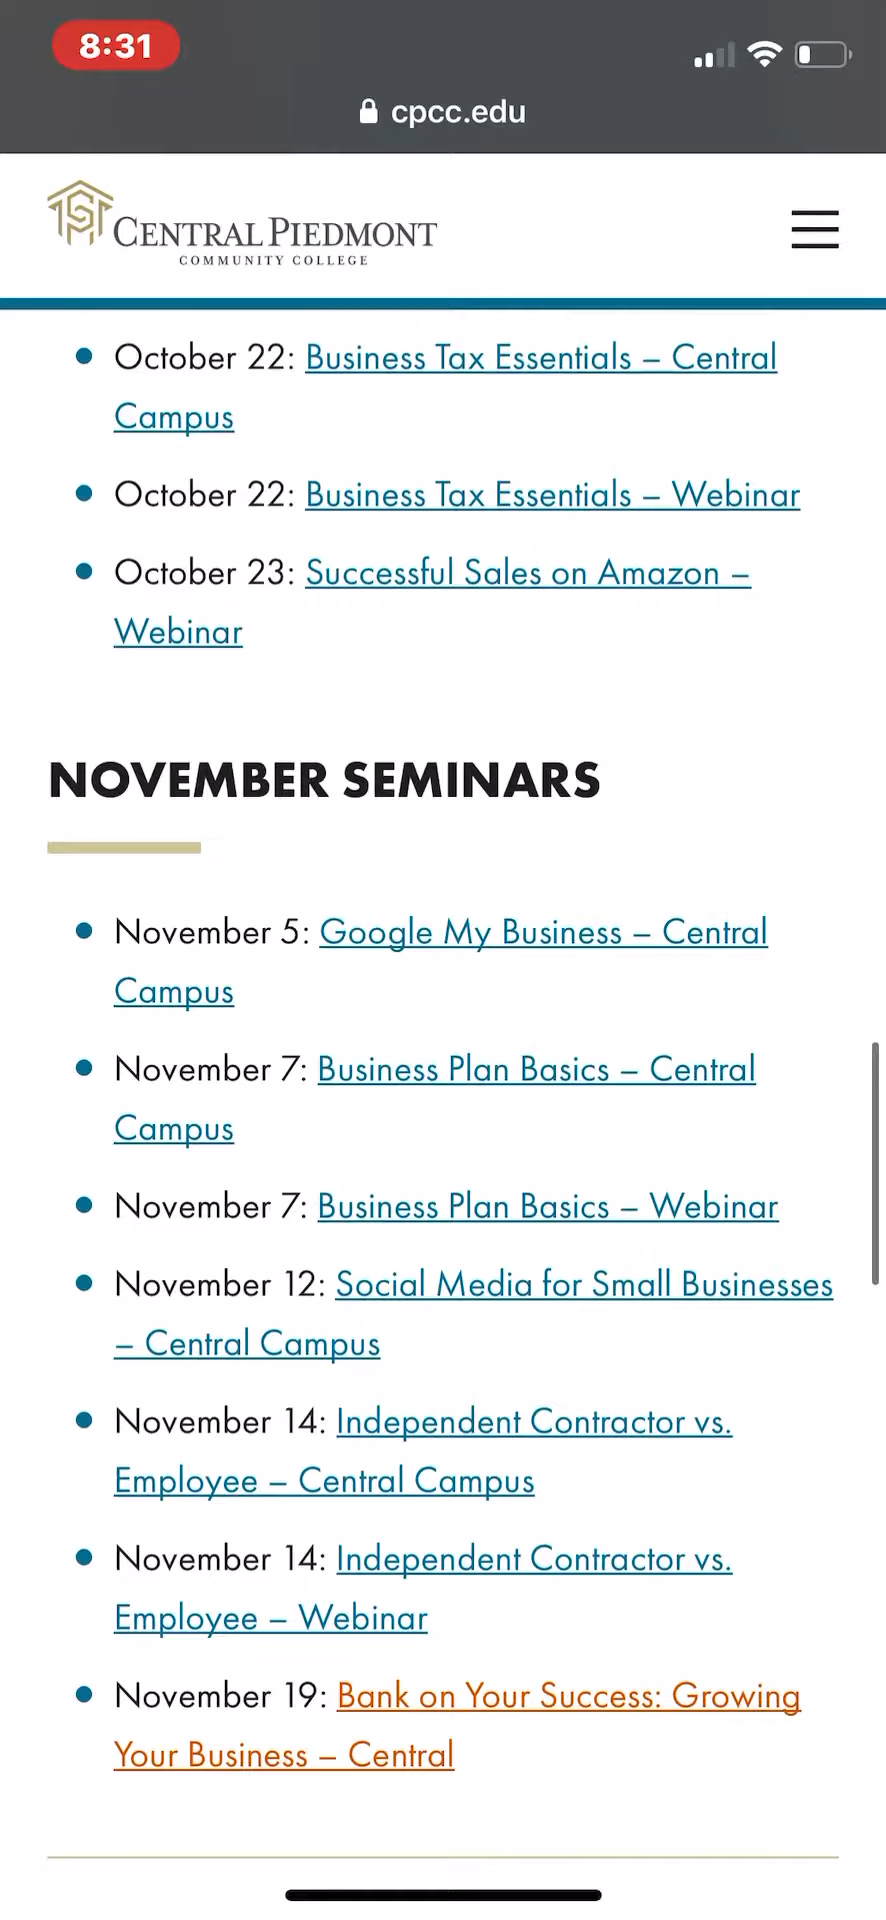 8:31
cpcc.edu
CENTRAL PIEDMONT
COMMUNITY COLLEGE
October 22: Business Tax Essentials – Central
Campus
October 22: Business Tax Essentials – Webinar
October 23: Successful Sales on Amazon –
Webinar
NOVEMBER SEMINARS
November 5: Google My Business – Central
Campus
November 7: Business Plan Basics – Central
Campus
November 7: Business Plan Basics – Webinar
November 12: Social Media for Small Businesses
– Central Campus
November 14: Independent Contractor vs.
Employee – Central Campus
November 14: Independent Contractor vs.
Employee – Webinar
November 19: Bank on Your Success: Growing
Your Business – Central